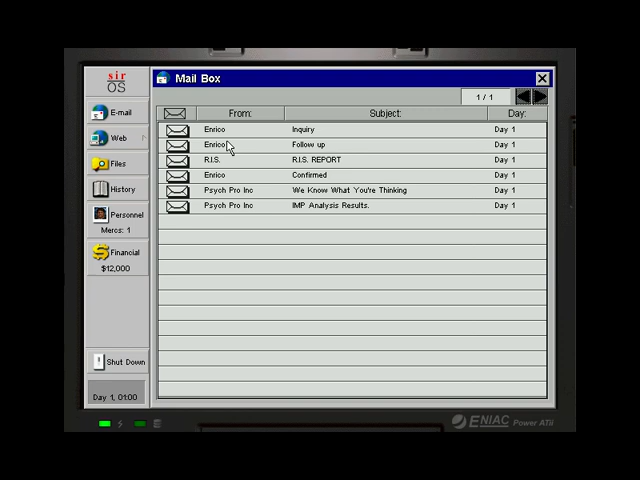 sir
OS
E-mail
Web
Files
History
Personnel
Mercs: 1
Financial
$12,000
Shut Down
Day 1, 01:00
Mail Box
1 / 1
From: Subject: Day:
Enrico Inquiry Day 1
Enrico Follow up Day 1
R.I.S. R.I.S. REPORT Day 1
Enrico Confirmed Day 1
Psych Pro Inc We Know What You're Thinking Day 1
Psych Pro Inc IMP Analysis Results. Day 1
ENIAC Power ATII